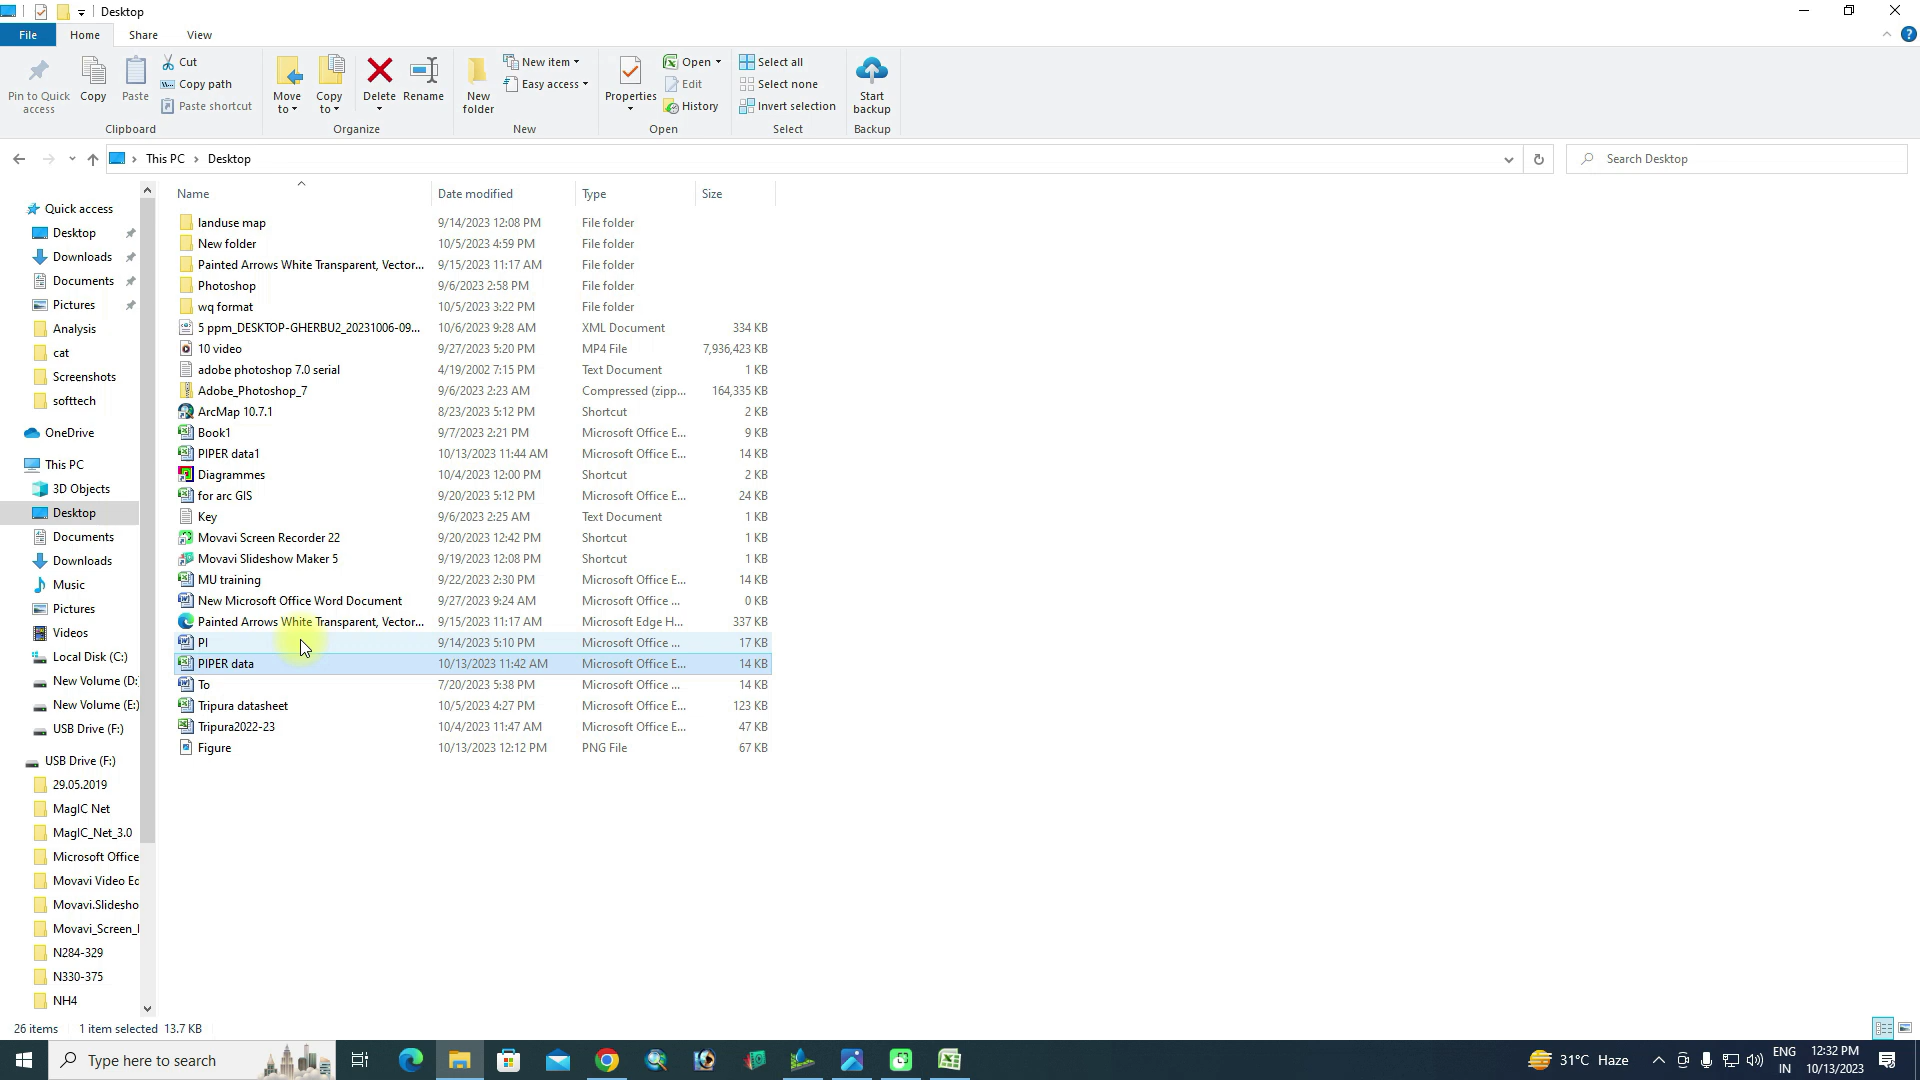 Desktop
File Home Share View
Pin to Quick access
Copy
Paste
Cut
Copy path
Paste shortcut
Clipboard
Move to
Copy to
Delete
Rename
Organize
New folder
New item
Easy access
New
Properties
Open
Edit
History
Open
Select all
Select none
Invert selection
Select
Start backup
Backup
This PC Desktop
Search Desktop
Name Date modified Type Size
Quick access
Desktop
Downloads
Documents
Pictures
Analysis
cat
Screenshots
softtech
OneDrive
This PC
3D Objects
Desktop
Documents
Downloads
Music
Pictures
Videos
Local Disk (C:)
New Volume (D:
New Volume (E:)
USB Drive (F:)
USB Drive (F:)
29.05.2019
MagIC Net
MagIC_Net_3.0
Microsoft Office
Movavi Video Ed
Movavi.Slidesho
Movavi_Screen_
N284-329
N330-375
NH4
landuse map 9/14/2023 12:08 PM File folder
New folder 10/5/2023 4:59 PM File folder
Painted Arrows White Transparent, Vector... 9/15/2023 11:17 AM File folder
Photoshop 9/6/2023 2:58 PM File folder
wq format 10/5/2023 3:22 PM File folder
5 ppm_DESKTOP-GHERBU2_20231006-09... 10/6/2023 9:28 AM XML Document 334 KB
10 video 9/27/2023 5:20 PM MP4 File 7,936,423 KB
adobe photoshop 7.0 serial 4/19/2002 7:15 PM Text Document 1 KB
Adobe_Photoshop_7 9/6/2023 2:23 AM Compressed (zipp... 164,335 KB
ArcMap 10.7.1 8/23/2023 5:12 PM Shortcut 2 KB
Book1 9/7/2023 2:21 PM Microsoft Office E... 9 KB
PIPER data1 10/13/2023 11:44 AM Microsoft Office E... 14 KB
Diagrammes 10/4/2023 12:00 PM Shortcut 2 KB
for arc GIS 9/20/2023 5:12 PM Microsoft Office E... 24 KB
Key 9/6/2023 2:25 AM Text Document 1 KB
Movavi Screen Recorder 22 9/20/2023 12:42 PM Shortcut 1 KB
Movavi Slideshow Maker 5 9/19/2023 12:08 PM Shortcut 1 KB
MU training 9/22/2023 2:30 PM Microsoft Office E... 14 KB
New Microsoft Office Word Document 9/27/2023 9:24 AM Microsoft Office ... 0 KB
Painted Arrows White Transparent, Vector... 9/15/2023 11:17 AM Microsoft Edge H... 337 KB
PI 9/14/2023 5:10 PM Microsoft Office ... 17 KB
PIPER data 10/13/2023 11:42 AM Microsoft Office E... 14 KB
To 7/20/2023 5:38 PM Microsoft Office ... 14 KB
Tripura datasheet 10/5/2023 4:27 PM Microsoft Office E... 123 KB
Tripura2022-23 10/4/2023 11:47 AM Microsoft Office E... 47 KB
Figure 10/13/2023 12:12 PM PNG File 67 KB
26 items 1 item selected 13.7 KB
Type here to search
31°C Haze
ENG
IN
12:32 PM
10/13/2023